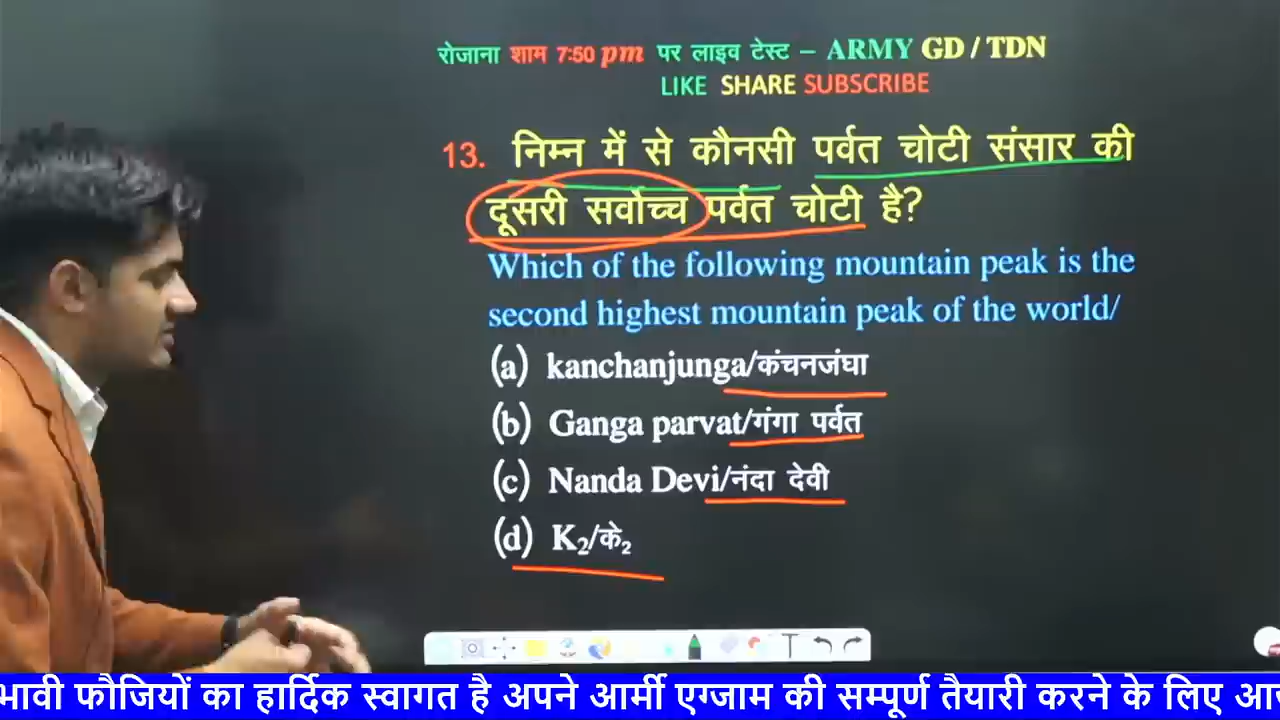 रोजाना शाम 7:50 pm पर लाइव टेस्ट – ARMY GD / TDN
LIKE SHARE SUBSCRIBE
13. निम्न में से कौनसी पर्वत चोटी संसार की
दूसरी सर्वोच्च पर्वत चोटी है?
Which of the following mountain peak is the
second highest mountain peak of the world/
(a) kanchanjunga/कंचनजंघा
(b) Ganga parvat/गंगा पर्वत
(c) Nanda Devi/नंदा देवी
(d) K2/के2
भावी फौजियों का हार्दिक स्वागत है अपने आर्मी एग्जाम की सम्पूर्ण तैयारी करने के लिए